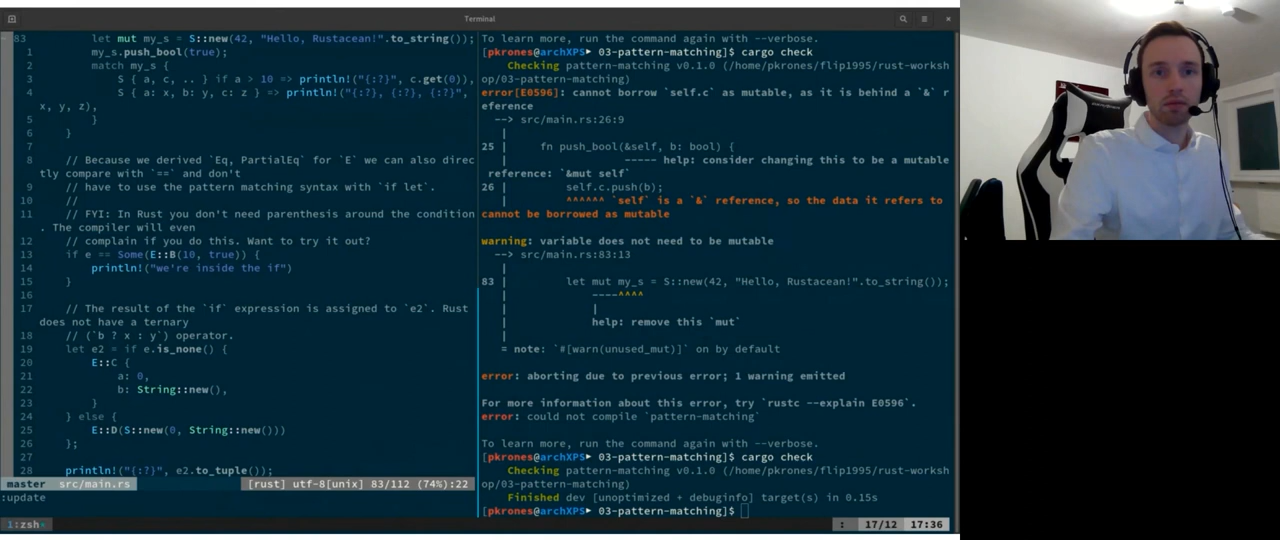 Terminal
83 let mut my_s = S::new(42, "Hello, Rustacean!".to_string());
1 my_s.push_bool(true);
2 match my_s {
3 S { a, c, .. } if a > 10 => println!("{:?}", c.get(0)),
4 S { a: x, b: y, c: z } => println!("{:?}, {:?}, {:?}",
x, y, z),
5 }
6 }
7
8 // Because we derived `Eq, PartialEq` for `E` we can also direc
tly compare with `==` and don't
9 // have to use the pattern matching syntax with `if let`.
10 //
11 // FYI: In Rust you don't need parenthesis around the condition
. The compiler will even
12 // complain if you do this. Want to try it out?
13 if e == Some(E::B(10, true)) {
14 println!("we're inside the if")
15 }
16
17 // The result of the `if` expression is assigned to `e2`. Rust
does not have a ternary
18 // (`b ? x : y`) operator.
19 let e2 = if e.is_none() {
20 E::C {
21 a: 0,
22 b: String::new(),
23 }
24 } else {
25 E::D(S::new(0, String::new()))
26 };
27
28 println!("{:?}", e2.to_tuple());
master src/main.rs [rust] utf-8[unix] 83/112 (74%):22
:update
To learn more, run the command again with --verbose.
[pkrones@archXPS► 03-pattern-matching]$ cargo check
Checking pattern-matching v0.1.0 (/home/pkrones/flip1995/rust-worksh
op/03-pattern-matching)
error[E0596]: cannot borrow `self.c` as mutable, as it is behind a `&` r
eference
--> src/main.rs:26:9
|
25 | fn push_bool(&self, b: bool) {
| ----- help: consider changing this to be a mutable
reference: `&mut self`
26 | self.c.push(b);
| ^^^^^^ `self` is a `&` reference, so the data it refers to
cannot be borrowed as mutable
warning: variable does not need to be mutable
--> src/main.rs:83:13
|
83 | let mut my_s = S::new(42, "Hello, Rustacean!".to_string());
| ----^^^^
| |
| help: remove this `mut`
|
= note: `#[warn(unused_mut)]` on by default
error: aborting due to previous error; 1 warning emitted
For more information about this error, try `rustc --explain E0596`.
error: could not compile `pattern-matching`
To learn more, run the command again with --verbose.
[pkrones@archXPS► 03-pattern-matching]$ cargo check
Checking pattern-matching v0.1.0 (/home/pkrones/flip1995/rust-worksh
op/03-pattern-matching)
Finished dev [unoptimized + debuginfo] target(s) in 0.15s
[pkrones@archXPS► 03-pattern-matching]$
1:zsh* : 17/12 17:36